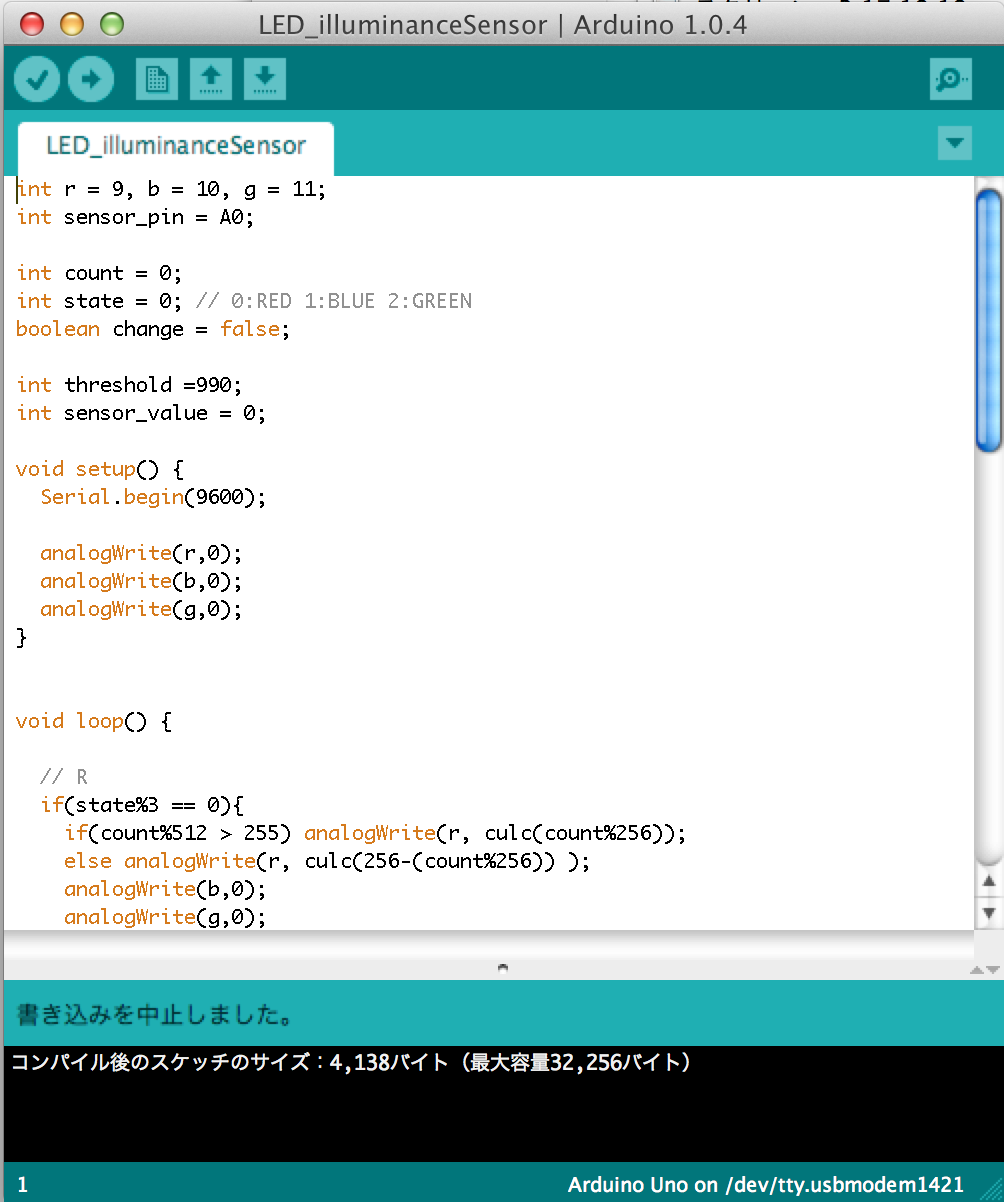 LED_illuminanceSensor | Arduino 1.0.4
LED_illuminanceSensor
int r = 9, b = 10, g = 11;
int sensor_pin = A0;
int count = 0;
int state = 0; // 0:RED 1:BLUE 2:GREEN
boolean change = false;
int threshold =990;
int sensor_value = 0;
void setup() {
  Serial.begin(9600);
  analogWrite(r,0);
  analogWrite(b,0);
  analogWrite(g,0);
}
void loop() {
  // R
  if(state%3 == 0){
    if(count%512 > 255) analogWrite(r, culc(count%256));
    else analogWrite(r, culc(256-(count%256)) );
    analogWrite(b,0);
    analogWrite(g,0);
書き込みを中止しました。
コンパイル後のスケッチのサイズ：4,138バイト（最大容量32,256バイト）
1
Arduino Uno on /dev/tty.usbmodem1421